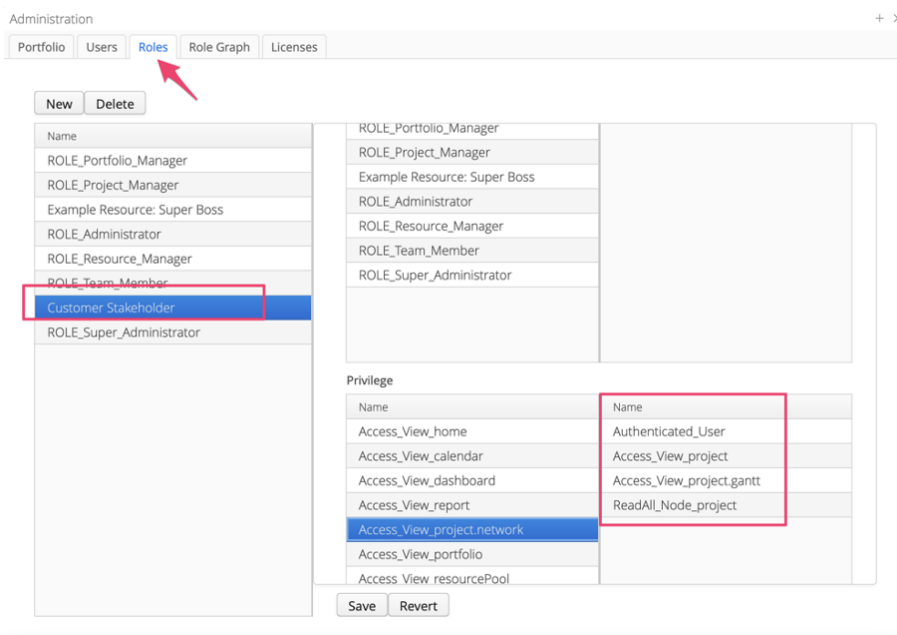 Administration
Portfolio Users Roles Role Graph Licenses
New Delete
Name
ROLE_Portfolio_Manager
ROLE_Project_Manager
Example Resource: Super Boss
ROLE_Administrator
ROLE_Resource_Manager
ROLE_Team_Member
Customer Stakeholder
ROLE_Super_Administrator
ROLE_Portfolio_Manager
ROLE_Project_Manager
Example Resource: Super Boss
ROLE_Administrator
ROLE_Resource_Manager
ROLE_Team_Member
ROLE_Super_Administrator
Privilege
Name
Access_View_home
Access_View_calendar
Access_View_dashboard
Access_View_report
Access_View_project.network
Access_View_portfolio
Access_View_resourcePool
Name
Authenticated_User
Access_View_project
Access_View_project.gantt
ReadAll_Node_project
Save Revert